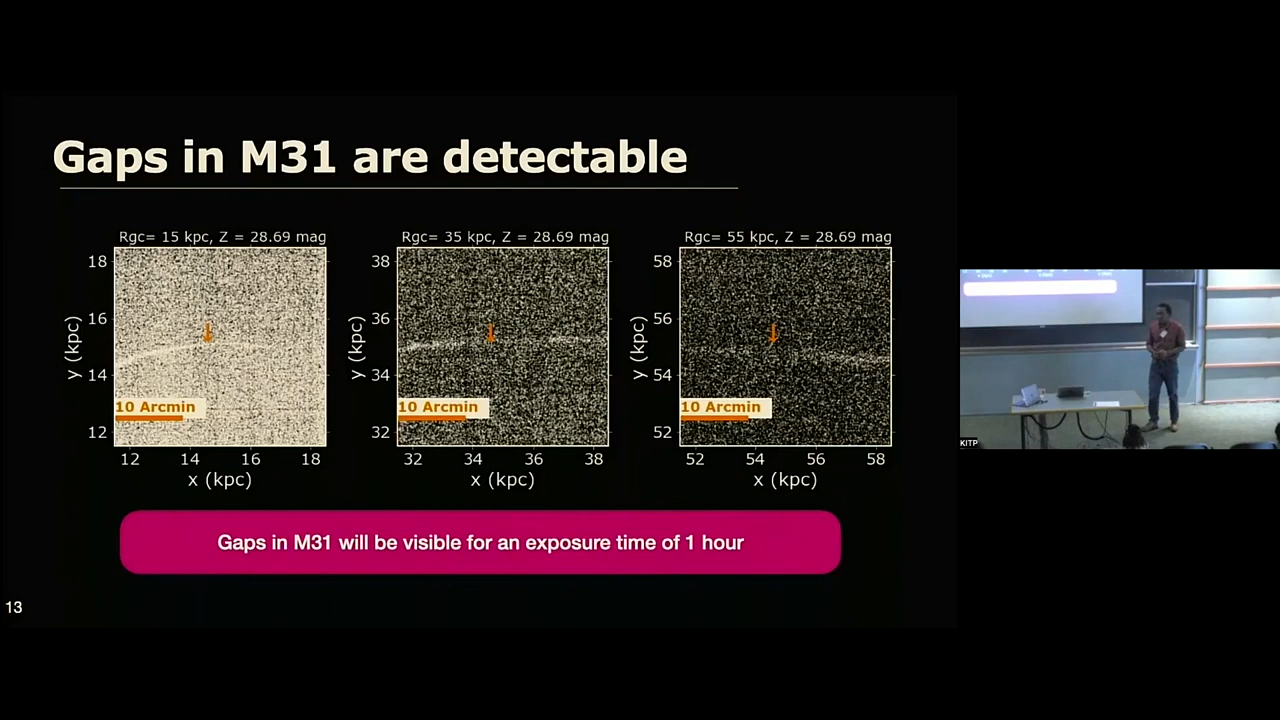 Gaps in M31 are detectable
Rgc= 15 kpc, Z = 28.69 mag
18
16
14
12
y (kpc)
10 Arcmin
12 14 16 18
x (kpc)
Rgc= 35 kpc, Z = 28.69 mag
38
36
34
32
y (kpc)
10 Arcmin
32 34 36 38
x (kpc)
Rgc= 55 kpc, Z = 28.69 mag
58
56
54
52
y (kpc)
10 Arcmin
52 54 56 58
x (kpc)
Gaps in M31 will be visible for an exposure time of 1 hour
13
KITP